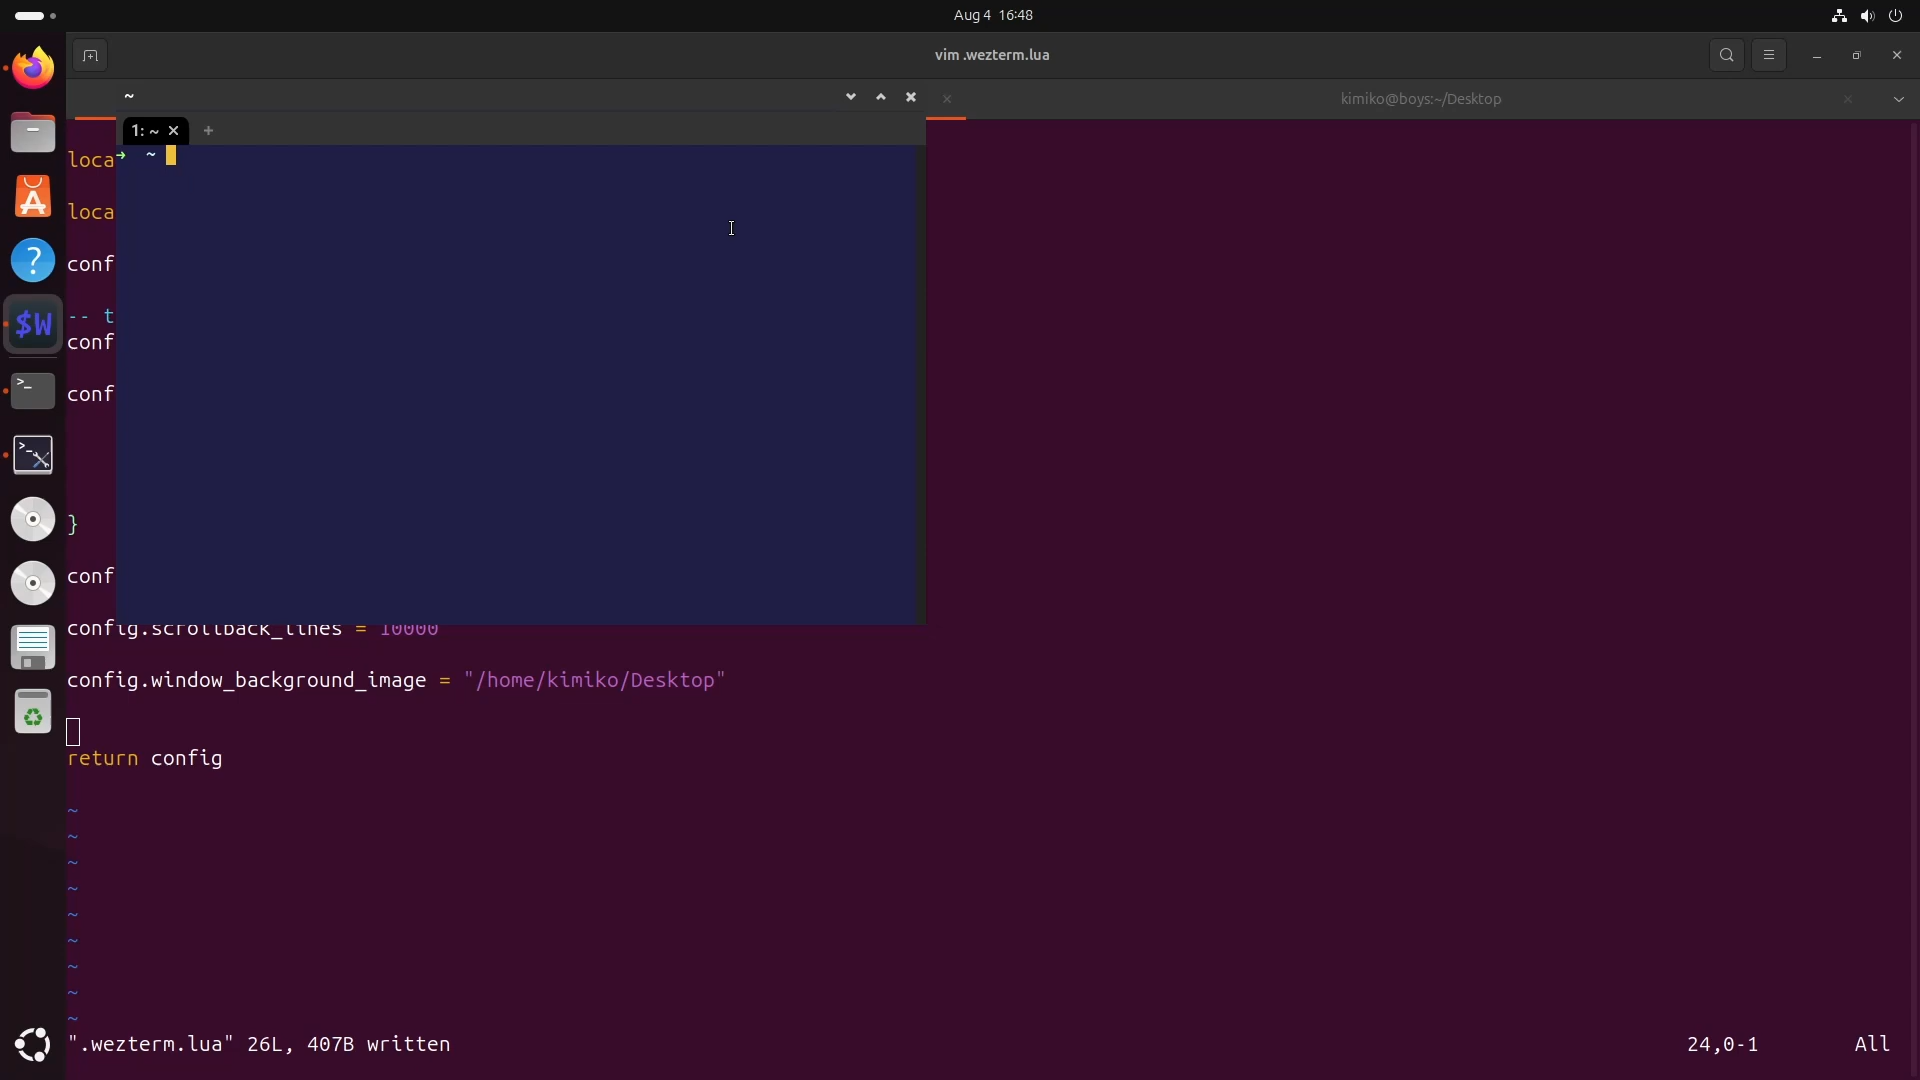 Aug 4 16:48
vim .wezterm.lua
~
kimiko@boys:~/Desktop
1: ~
+
→ ~
loca
loca
conf
-- t
conf
conf
}
conf
config.scrollback_lines = 10000
config.window_background_image = "/home/kimiko/Desktop"
return config
~
~
~
~
~
~
~
~
~
".wezterm.lua" 26L, 407B written
24,0-1
All
?
$W
>_
>_